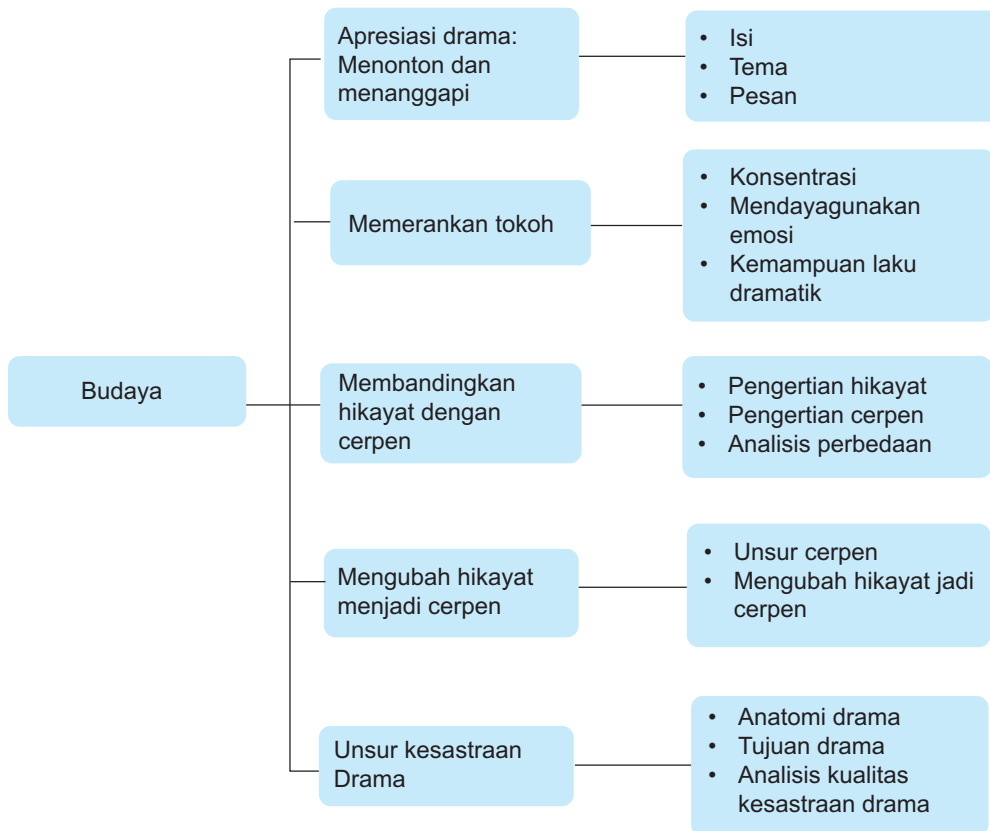 Budaya
Apresiasi drama:
Menonton dan
menanggapi
• Isi
• Tema
• Pesan
Memerankan tokoh
• Konsentrasi
• Mendayagunakan
emosi
• Kemampuan laku
dramatik
Membandingkan
hikayat dengan
cerpen
• Pengertian hikayat
• Pengertian cerpen
• Analisis perbedaan
Mengubah hikayat
menjadi cerpen
• Unsur cerpen
• Mengubah hikayat jadi
cerpen
Unsur kesastraan
Drama
• Anatomi drama
• Tujuan drama
• Analisis kualitas
kesastraan drama